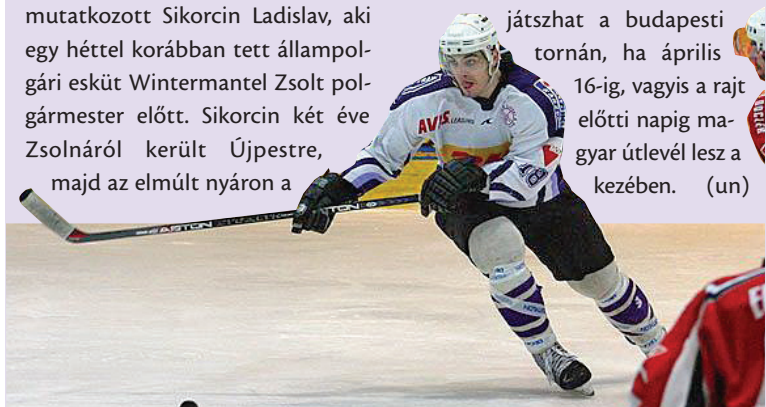 mutatkozott Sikorcin Ladislav, aki
egy héttel korábban tett állampol-
gári esküt Wintermantel Zsolt pol-
gármester előtt. Sikorcin két éve
Zsolnáról került Újpestre,
majd az elmúlt nyáron a
játszhat a budapesti
tornán, ha április
16-ig, vagyis a rajt
előtti napig ma-
gyar útlevél lesz a
kezében. (un)
AVIS
EASTON